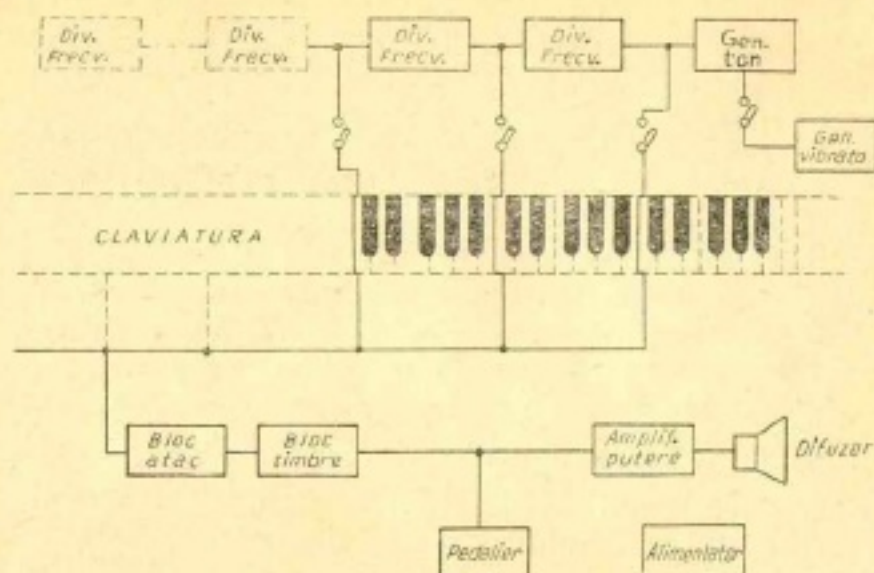 Div.
Frecv.
Div.
Frecv.
Div.
Frecv.
Div.
Frecv.
Gen.
ton
Gen.
vibrato
CLAVIATURA
Bloc
atac
Bloc
timbre
Amplif.
putere
Difuzor
Pedalier
Alimentator